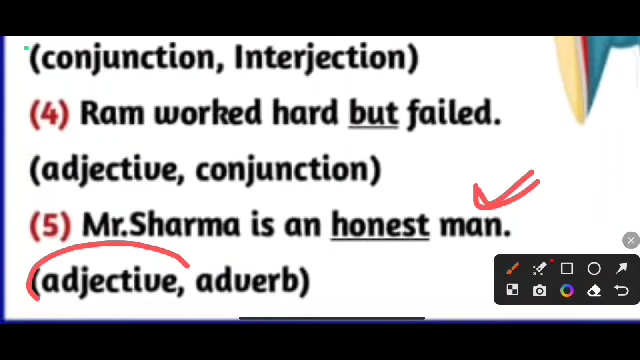 (conjunction, Interjection)
(4) Ram worked hard but failed.
(adjective, conjunction)
(5) Mr.Sharma is an honest man.
(adjective, adverb)